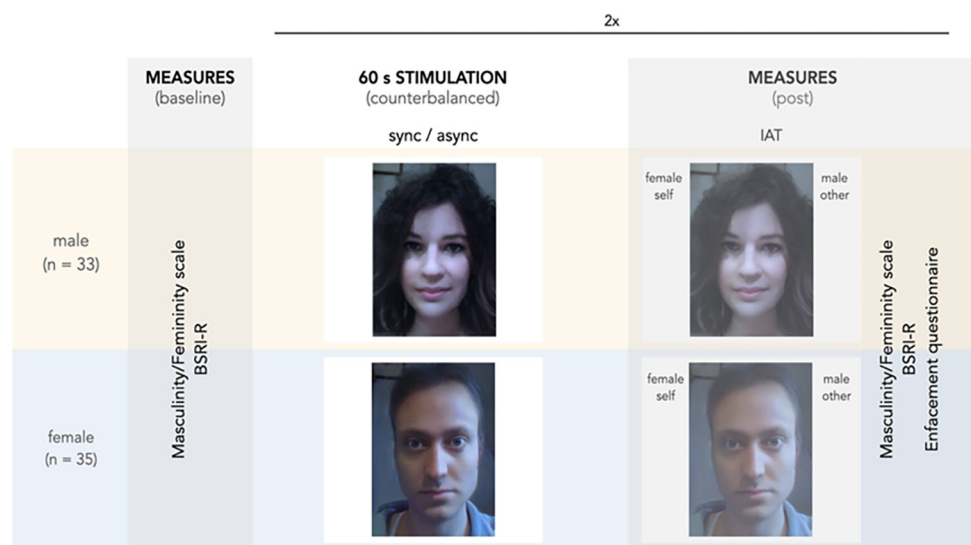 2x
MEASURES
(baseline)
60 s STIMULATION
(counterbalanced)
sync / async
MEASURES
(post)
IAT
male
(n = 33)
Masculinity/Femininity scale
BSRI-R
female
self
male
other
Masculinity/Femininity scale
BSRI-R
Enfacement questionnaire
female
(n = 35)
female
self
male
other